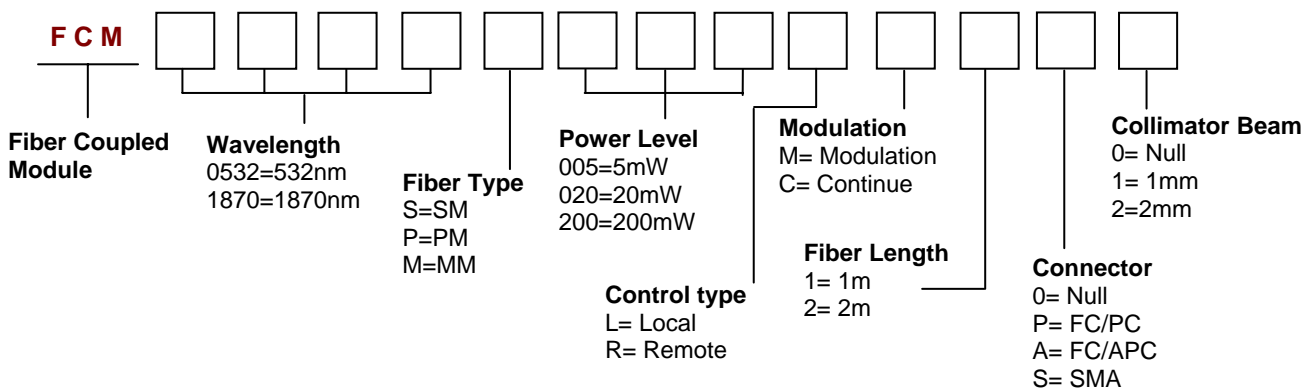 F C M
Fiber Coupled
Module
Wavelength
0532=532nm
1870=1870nm
Fiber Type
S=SM
P=PM
M=MM
Power Level
005=5mW
020=20mW
200=200mW
Control type
L= Local
R= Remote
Modulation
M= Modulation
C= Continue
Fiber Length
1= 1m
2= 2m
Connector
0= Null
P= FC/PC
A= FC/APC
S= SMA
Collimator Beam
0= Null
1= 1mm
2=2mm